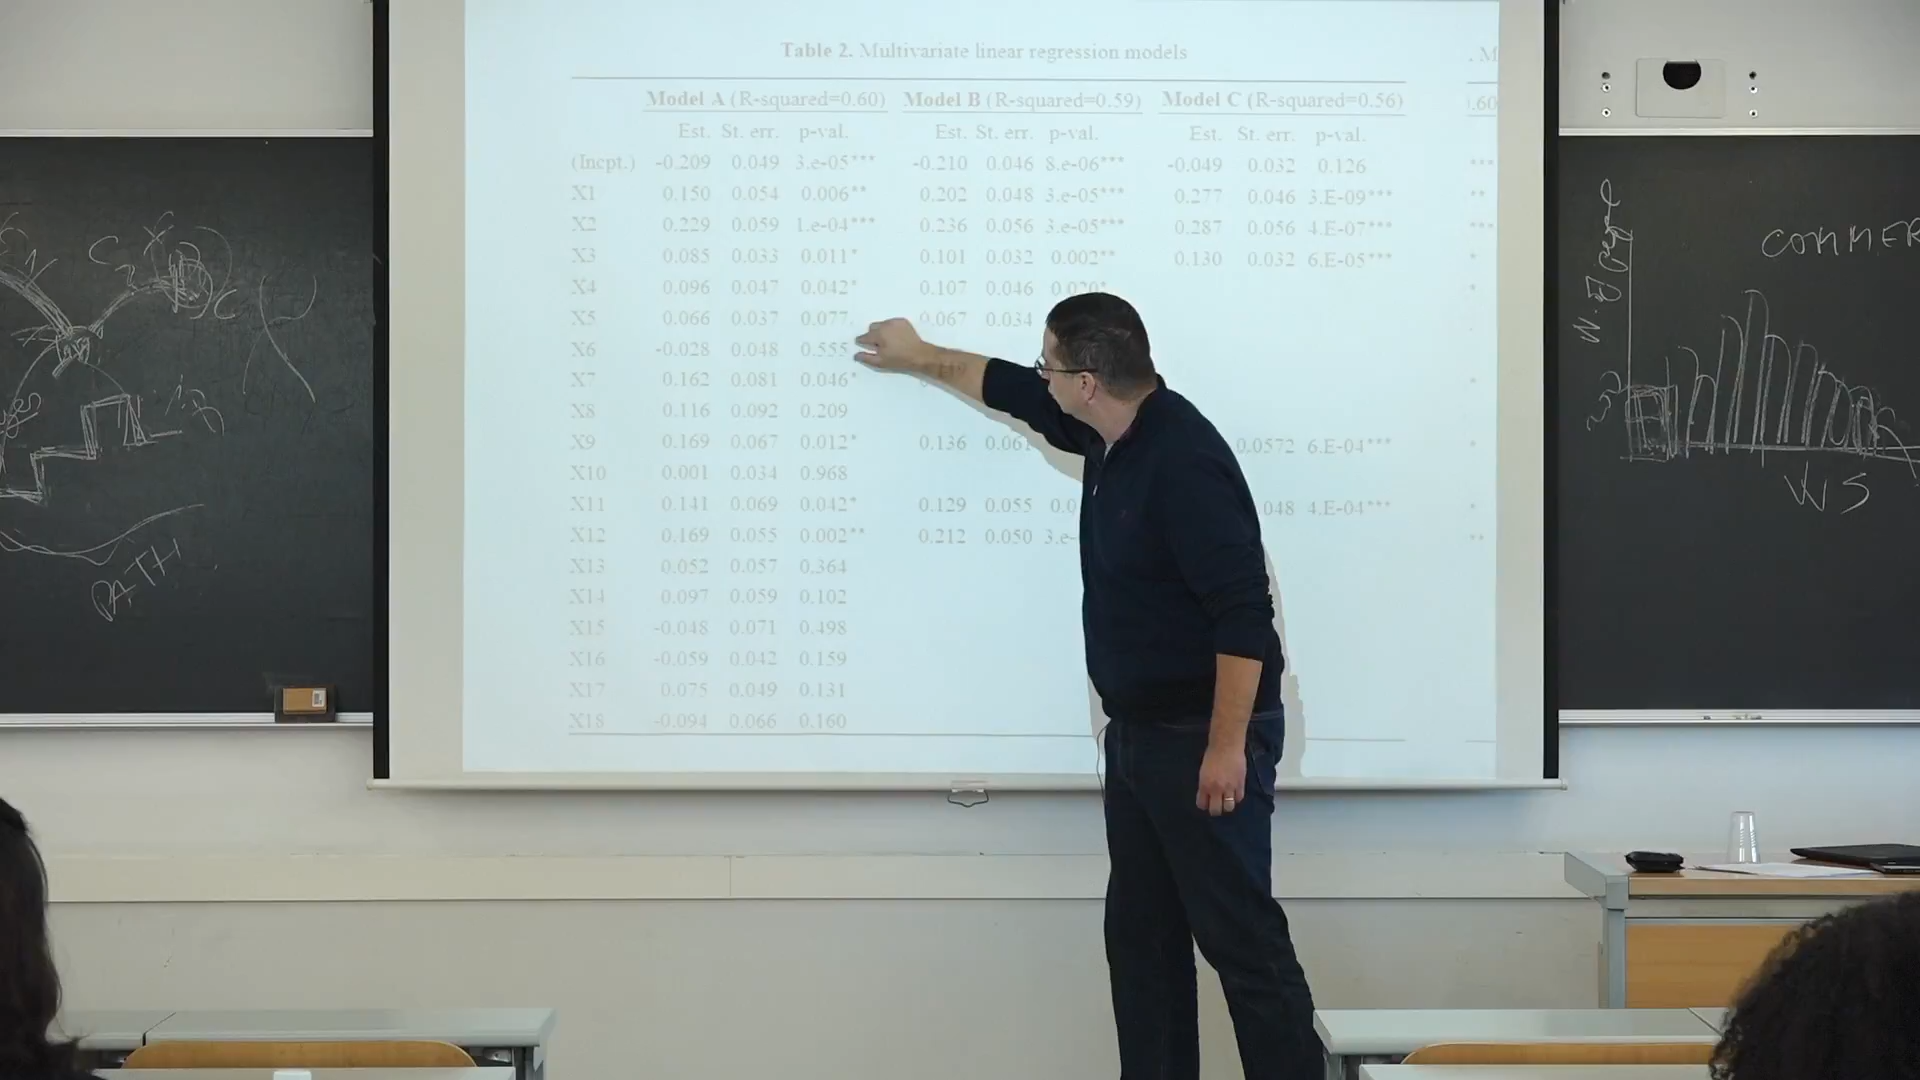 Table 2. Multivariate linear regression models
Model A (R-squared=0.60) Model B (R-squared=0.59) Model C (R-squared=0.56)
Est. St. err. p-val. Est. St. err. p-val. Est. St. err. p-val.
(Incpt.) -0.209 0.049 3.e-05*** -0.210 0.046 8.e-06*** -0.049 0.032 0.126 ***
X1 0.150 0.054 0.006** 0.202 0.048 3.e-05*** 0.277 0.046 3.E-09*** **
X2 0.229 0.059 1.e-04*** 0.236 0.056 3.e-05*** 0.287 0.056 4.E-07*** ***
X3 0.085 0.033 0.011* 0.101 0.032 0.002** 0.130 0.032 6.E-05*** *
X4 0.096 0.047 0.042* 0.107 0.046 0.020* *
X5 0.066 0.037 0.077. 0.067 0.034
X6 -0.028 0.048 0.555
X7 0.162 0.081 0.046* *
X8 0.116 0.092 0.209
X9 0.169 0.067 0.012* 0.136 0.061 0.0572 6.E-04*** *
X10 0.001 0.034 0.968
X11 0.141 0.069 0.042* 0.129 0.055 0.0 048 4.E-04*** *
X12 0.169 0.055 0.002** 0.212 0.050 3.e- **
X13 0.052 0.057 0.364
X14 0.097 0.059 0.102
X15 -0.048 0.071 0.498
X16 -0.059 0.042 0.159
X17 0.075 0.049 0.131
X18 -0.094 0.066 0.160
. M
.60
PATH
COMMER
WS